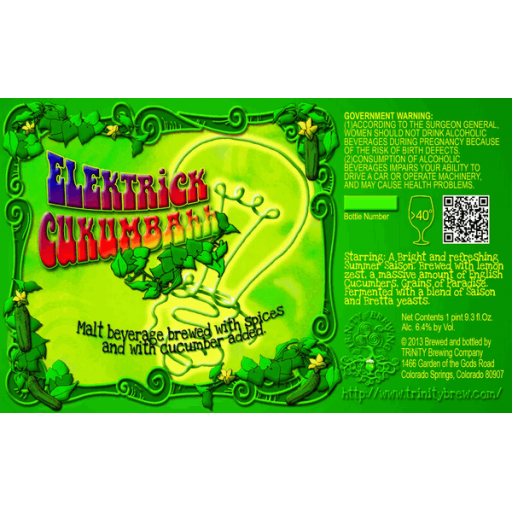 ELEKTRICK
CUKUMBAHH
Malt beverage brewed with spices
and with cucumber added.
GOVERNMENT WARNING:
(1)ACCORDING TO THE SURGEON GENERAL,
WOMEN SHOULD NOT DRINK ALCOHOLIC
BEVERAGES DURING PREGNANCY BECAUSE
OF THE RISK OF BIRTH DEFECTS.
(2)CONSUMPTION OF ALCOHOLIC
BEVERAGES IMPAIRS YOUR ABILITY TO
DRIVE A CAR OR OPERATE MACHINERY,
AND MAY CAUSE HEALTH PROBLEMS.
Bottle Number
>40°
Starring: A Bright and refreshing
Summer Saison. Brewed with lemon
zest, a massive amount of English
Cucumbers, Grains of Paradise.
Fermented with a blend of Saison
and Bretta yeasts.
Net Contents 1 pint 9.3 fl.Oz.
Alc. 6.4% by Vol.
© 2013 Brewed and bottled by
TRINITY Brewing Company
1466 Garden of the Gods Road
Colorado Springs, Colorado 80907
http://www.trinitybrew.com/